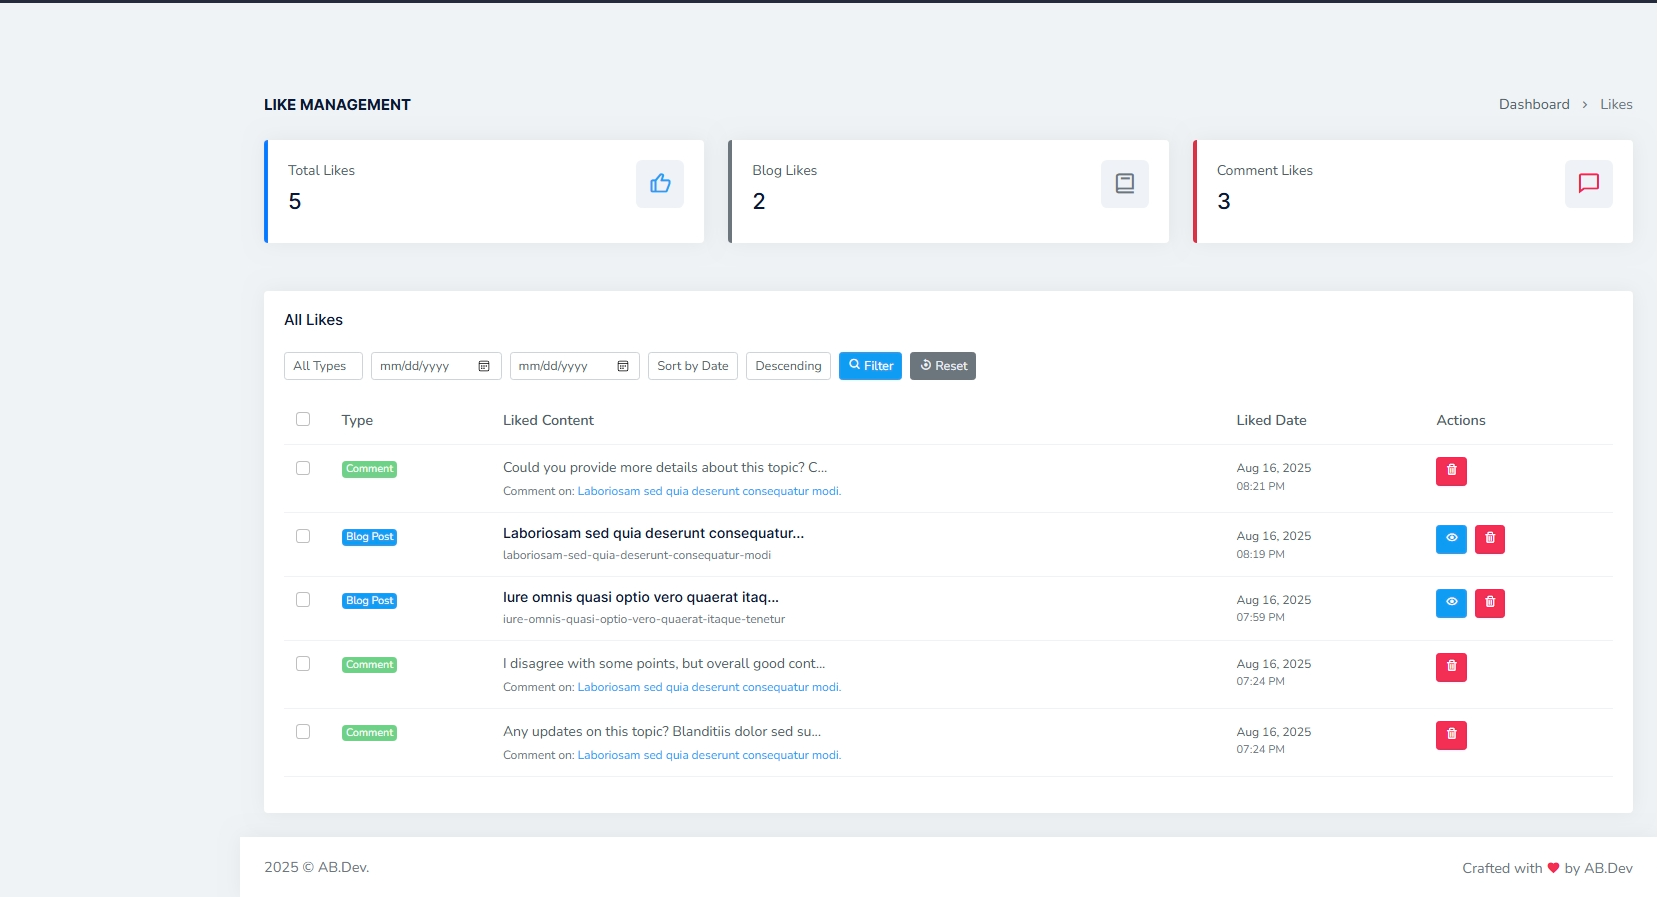 LIKE MANAGEMENT
Dashboard > Likes
Total Likes
5
Blog Likes
2
Comment Likes
3
All Likes
All Types mm/dd/yyyy mm/dd/yyyy Sort by Date Descending Filter Reset
Type Liked Content Liked Date Actions
Comment Could you provide more details about this topic? C... Aug 16, 2025
Comment on: Laboriosam sed quia deserunt consequatur modi. 08:21 PM
Blog Post Laboriosam sed quia deserunt consequatur... Aug 16, 2025
laboriosam-sed-quia-deserunt-consequatur-modi 08:19 PM
Blog Post Iure omnis quasi optio vero quaerat itaq... Aug 16, 2025
iure-omnis-quasi-optio-vero-quaerat-itaque-tenetur 07:59 PM
Comment I disagree with some points, but overall good cont... Aug 16, 2025
Comment on: Laboriosam sed quia deserunt consequatur modi. 07:24 PM
Comment Any updates on this topic? Blanditiis dolor sed su... Aug 16, 2025
Comment on: Laboriosam sed quia deserunt consequatur modi. 07:24 PM
2025 © AB.Dev. Crafted with ❤ by AB.Dev